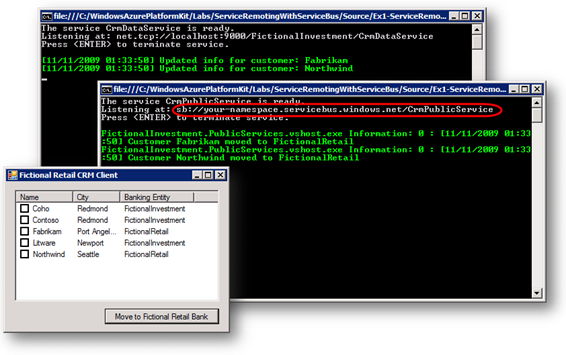 file:///C:/WindowsAzurePlatformKit/Labs/ServiceRemotingWithServiceBus/Source/Ex1-ServiceRemo...
The service CrmDataService is ready.
Listening at: net.tcp://localhost:9000/FictionalInvestment/CrmDataService
Press <ENTER> to terminate service.
[11/11/2009 01:33:50] Updated info for customer: Fabrikam
[11/11/2009 01:33:50] Updated info for customer: Northwind
file:///C:/WindowsAzurePlatformKit/Labs/ServiceRemotingWithServiceBus/Source/Ex1-ServiceRem...
The service CrmPublicService is ready.
Listening at: sb://your-namespace.servicebus.windows.net/CrmPublicService
Press <ENTER> to terminate service.
FictionalInvestment.PublicServices.vshost.exe Information: 0 : [11/11/2009 01:33
:50] Customer Fabrikam moved to FictionalRetail
FictionalInvestment.PublicServices.vshost.exe Information: 0 : [11/11/2009 01:33
:50] Customer Northwind moved to FictionalRetail
Fictional Retail CRM Client
Name City Banking Entity
Coho Redmond FictionalInvestment
Contoso Redmond FictionalInvestment
Fabrikam Port Angel... FictionalRetail
Litware Newport FictionalInvestment
Northwind Seattle FictionalRetail
Move to Fictional Retail Bank